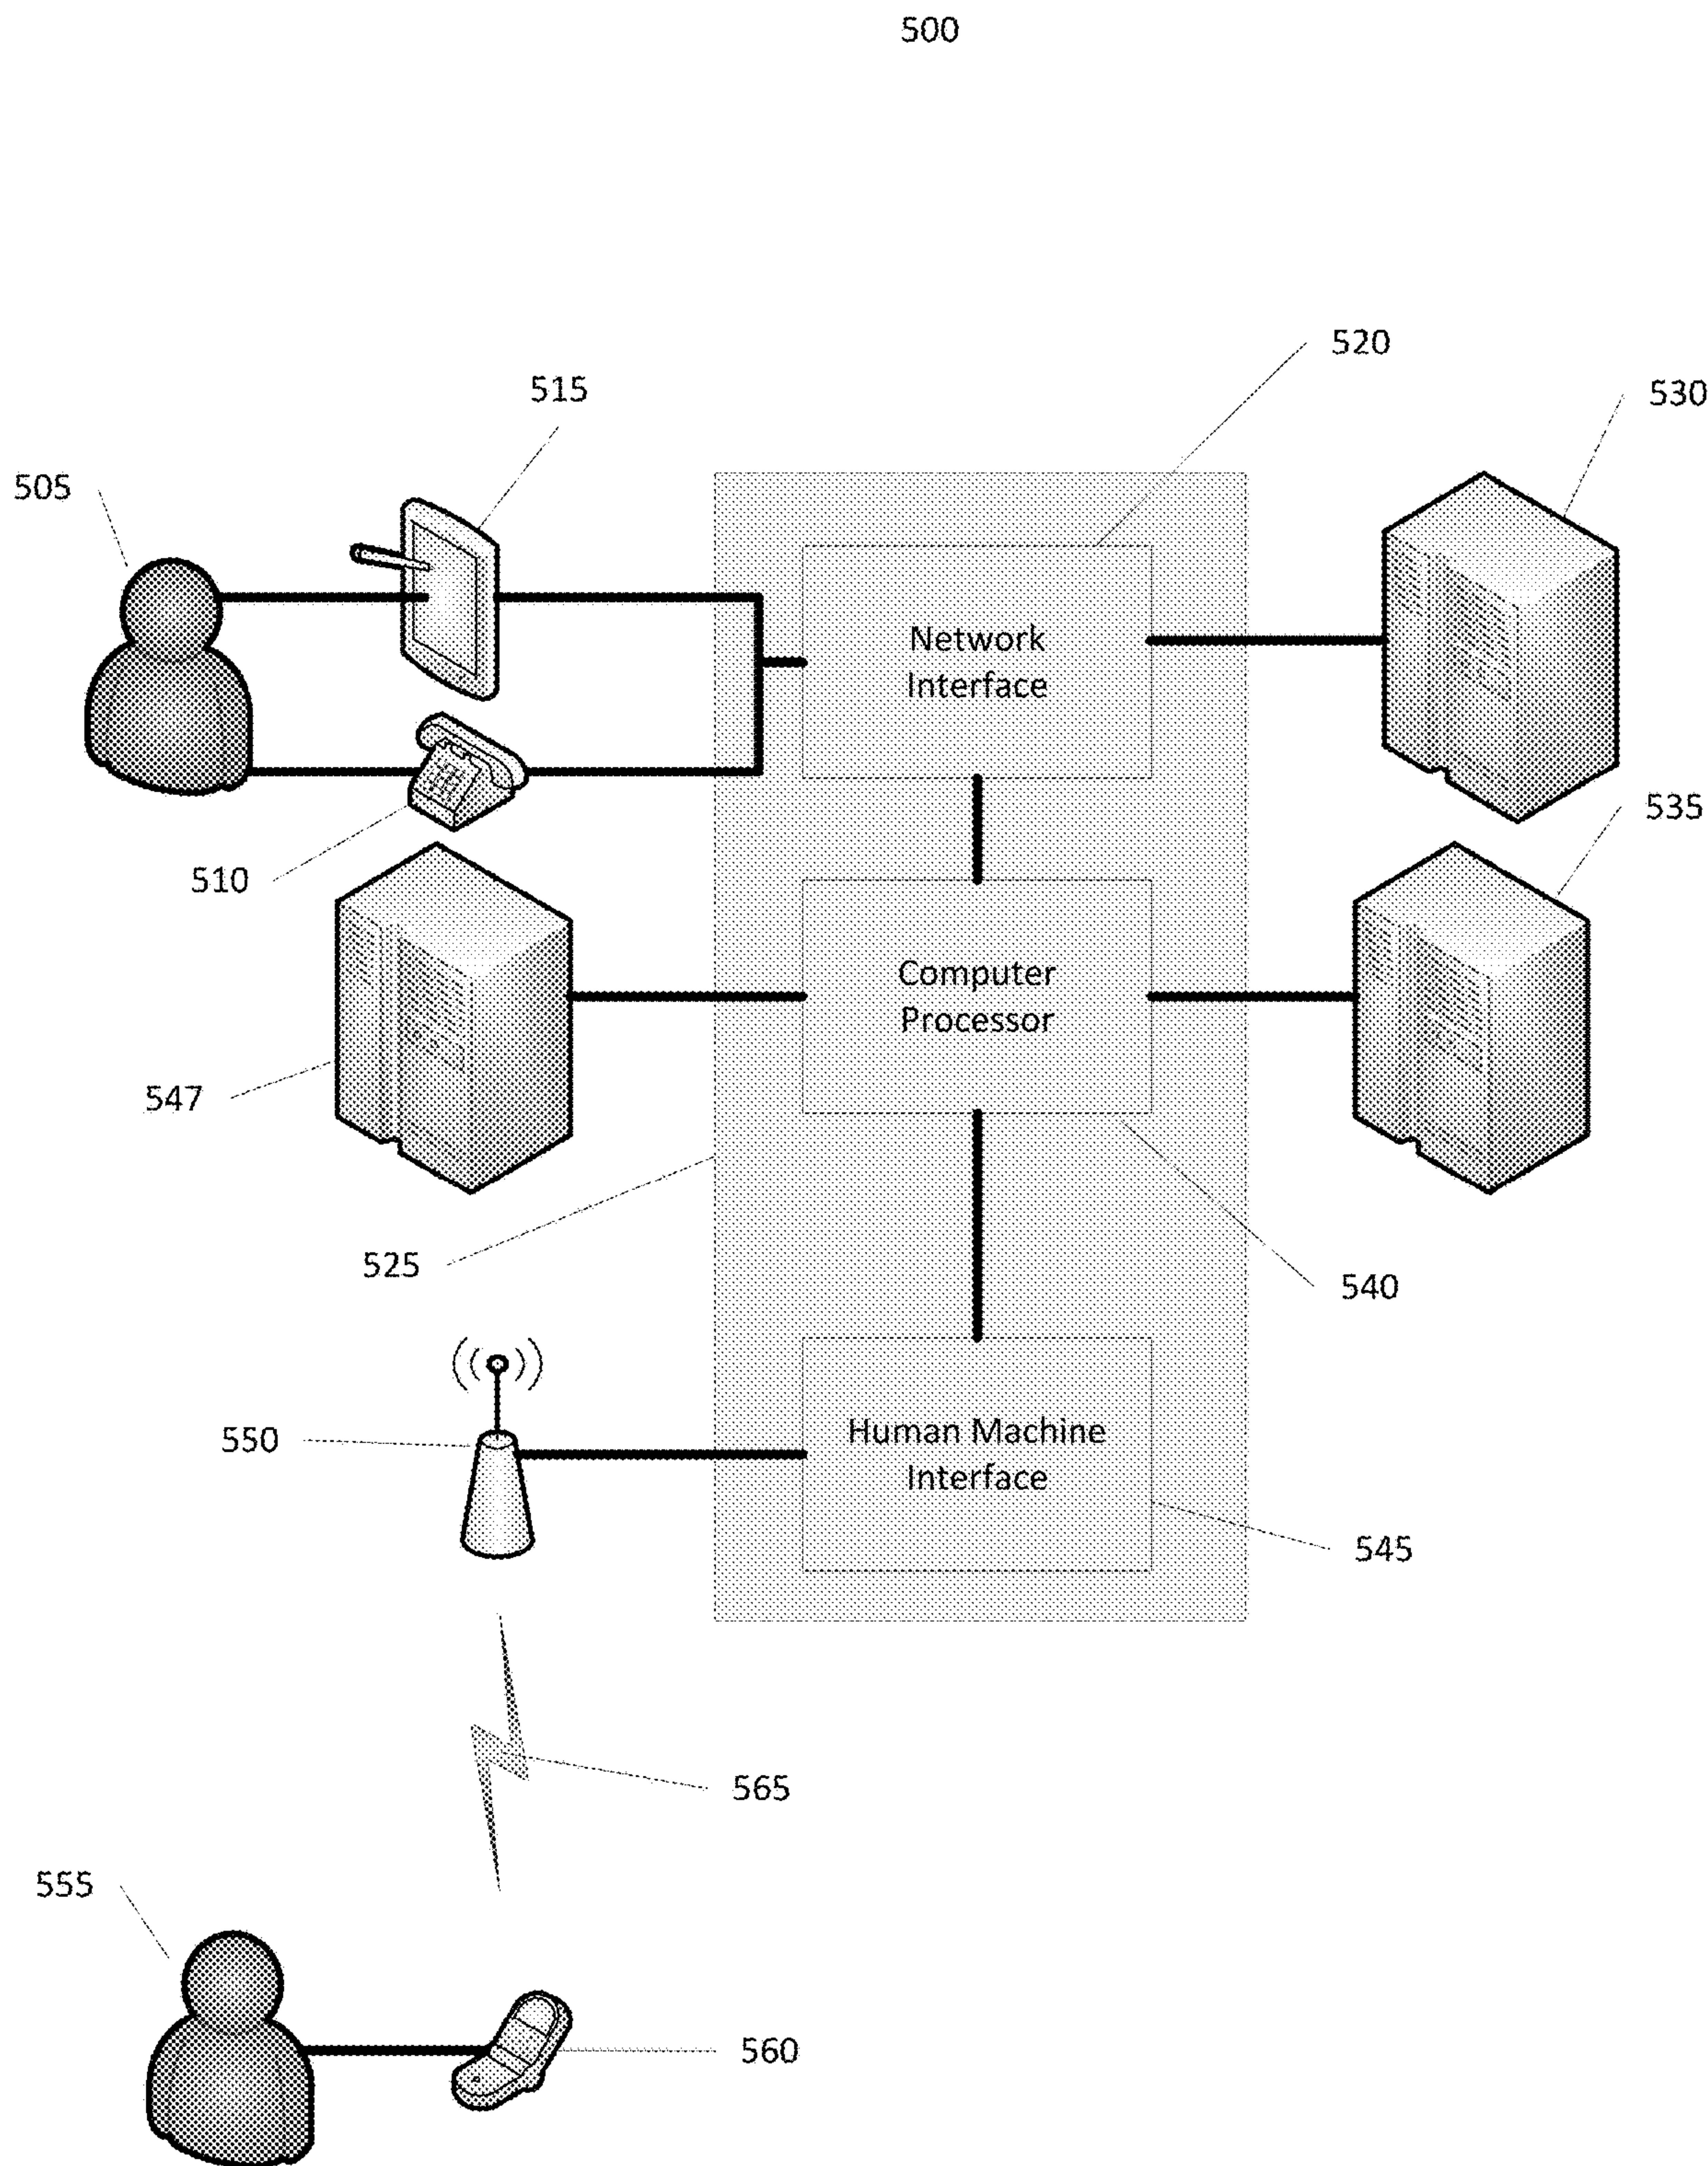 500
520
530
515
505
Network
Interface
535
510
Computer
Processor
547
525
540
550
Human Machine
Interface
545
565
555
560